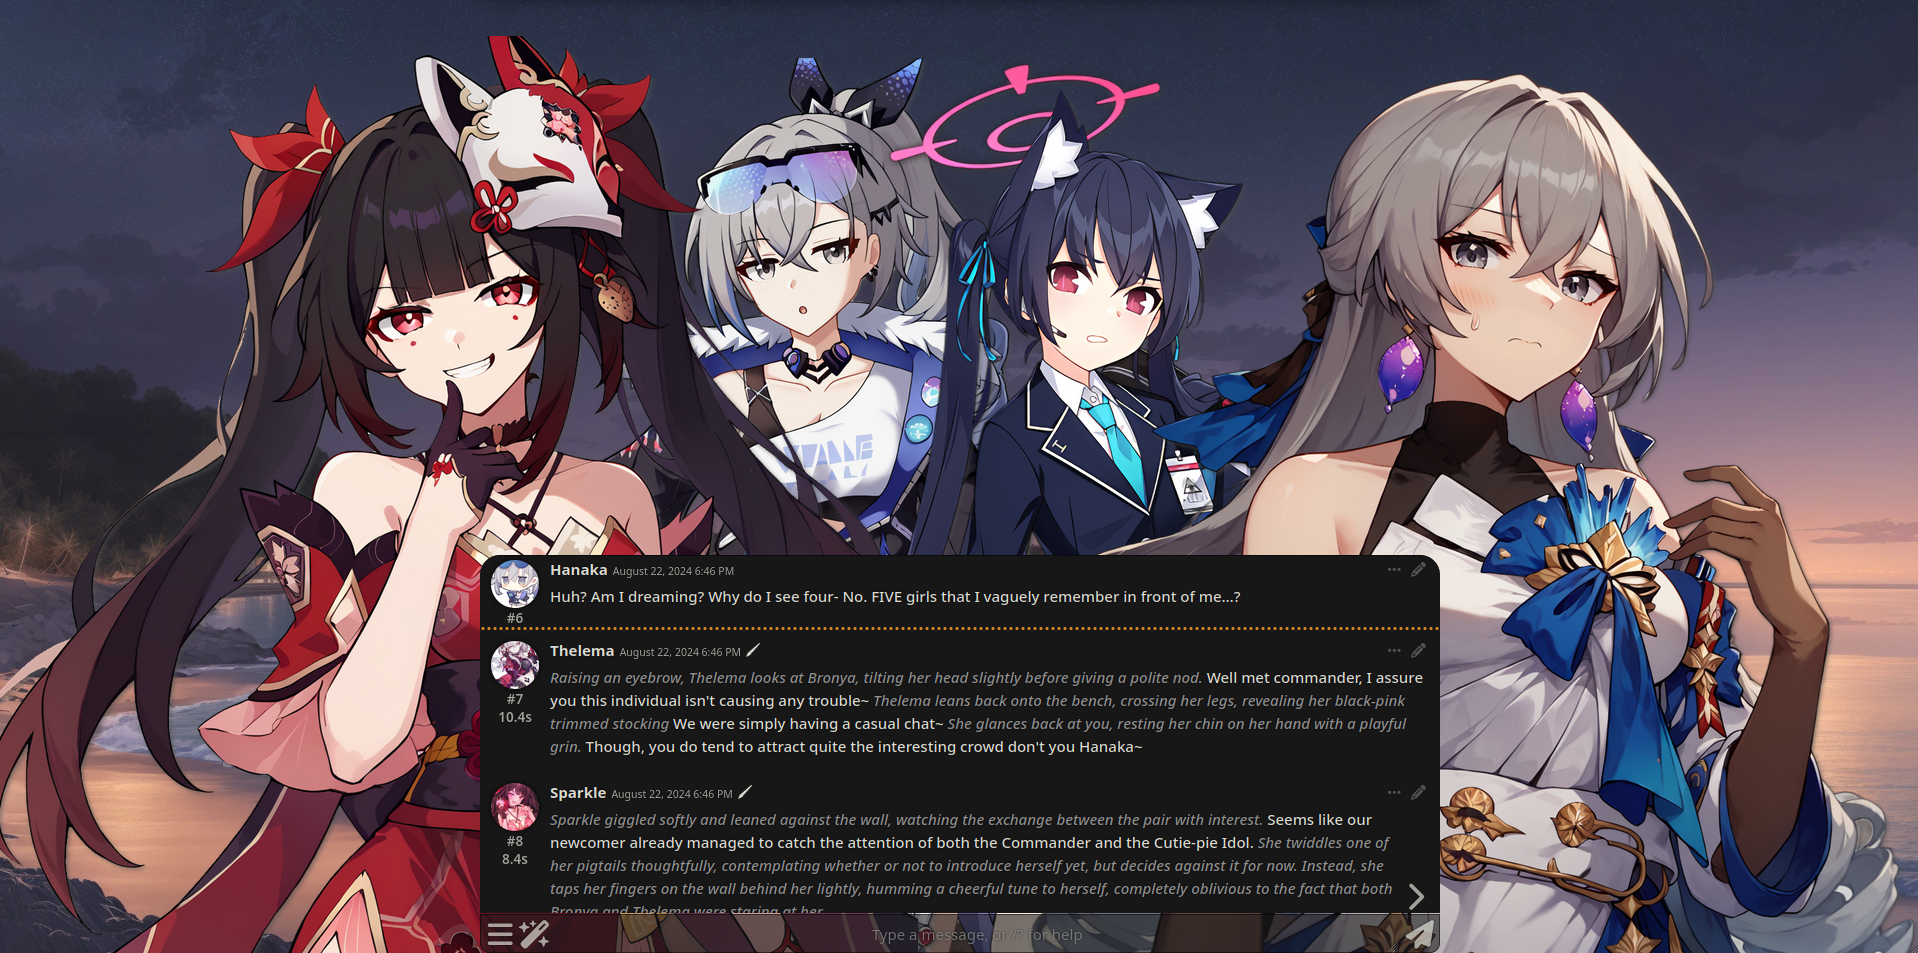 Hanaka August 22, 2024 6:46 PM
Huh? Am I dreaming? Why do I see four- No. FIVE girls that I vaguely remember in front of me...?
#6
Thelema August 22, 2024 6:46 PM
Raising an eyebrow, Thelema looks at Bronya, tilting her head slightly before giving a polite nod. Well met commander, I assure
you this individual isn't causing any trouble~ Thelema leans back onto the bench, crossing her legs, revealing her black-pink
#7
10.4s
trimmed stocking We were simply having a casual chat~ She glances back at you, resting her chin on her hand with a playful
grin. Though, you do tend to attract quite the interesting crowd don't you Hanaka~
Sparkle August 22, 2024 6:46 PM
Sparkle giggled softly and leaned against the wall, watching the exchange between the pair with interest. Seems like our
newcomer already managed to catch the attention of both the Commander and the Cutie-pie Idol. She twiddles one of
#8
8.4s
her pigtails thoughtfully, contemplating whether or not to introduce herself yet, but decides against it for now. Instead, she
taps her fingers on the wall behind her lightly, humming a cheerful tune to herself, completely oblivious to the fact that both
Bronya and Thelema were staring at her.
Type a message, or /? for help